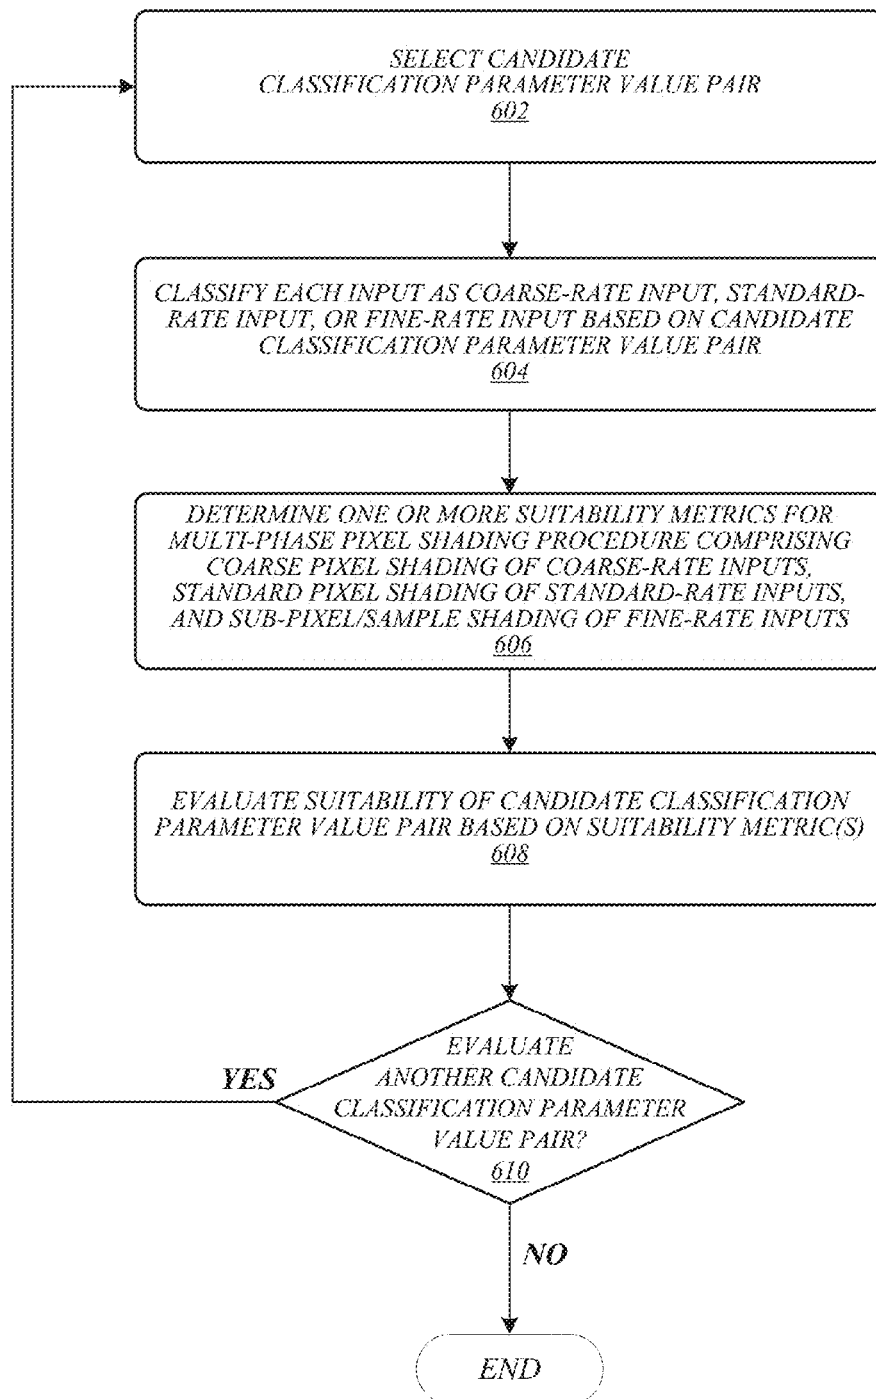 SELECT CANDIDATE
CLASSIFICATION PARAMETER VALUE PAIR
602
CLASSIFY EACH INPUT AS COARSE-RATE INPUT, STANDARD-
RATE INPUT, OR FINE-RATE INPUT BASED ON CANDIDATE
CLASSIFICATION PARAMETER VALUE PAIR
604
DETERMINE ONE OR MORE SUITABILITY METRICS FOR
MULTI-PHASE PIXEL SHADING PROCEDURE COMPRISING
COARSE PIXEL SHADING OF COARSE-RATE INPUTS,
STANDARD PIXEL SHADING OF STANDARD-RATE INPUTS,
AND SUB-PIXEL/SAMPLE SHADING OF FINE-RATE INPUTS
606
EVALUATE SUITABILITY OF CANDIDATE CLASSIFICATION
PARAMETER VALUE PAIR BASED ON SUITABILITY METRIC(S)
608
YES
EVALUATE
ANOTHER CANDIDATE
CLASSIFICATION PARAMETER
VALUE PAIR?
610
NO
END